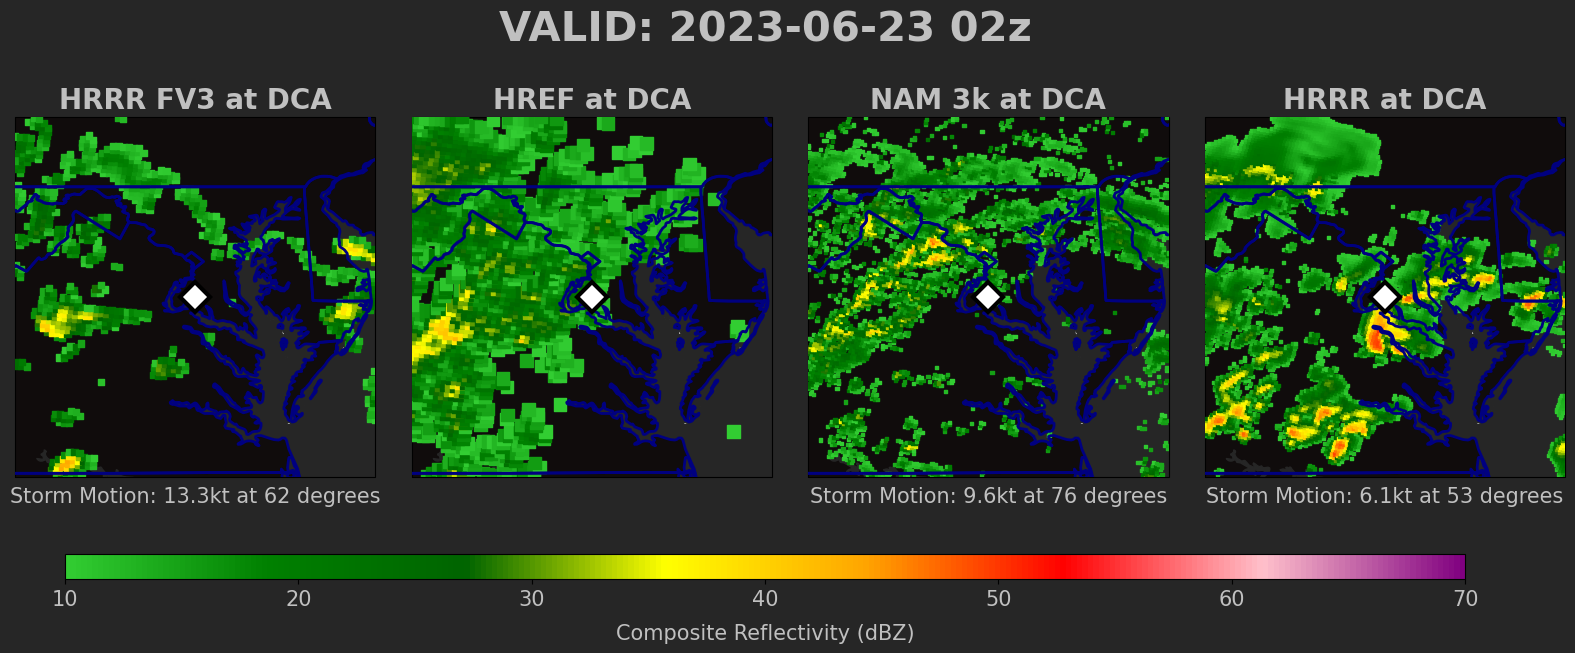 VALID: 2023-06-23 02z
HRRR FV3 at DCA
HREF at DCA
NAM 3k at DCA
HRRR at DCA
Storm Motion: 13.3kt at 62 degrees
Storm Motion: 9.6kt at 76 degrees
Storm Motion: 6.1kt at 53 degrees
10 20 30 40 50 60 70
Composite Reflectivity (dBZ)